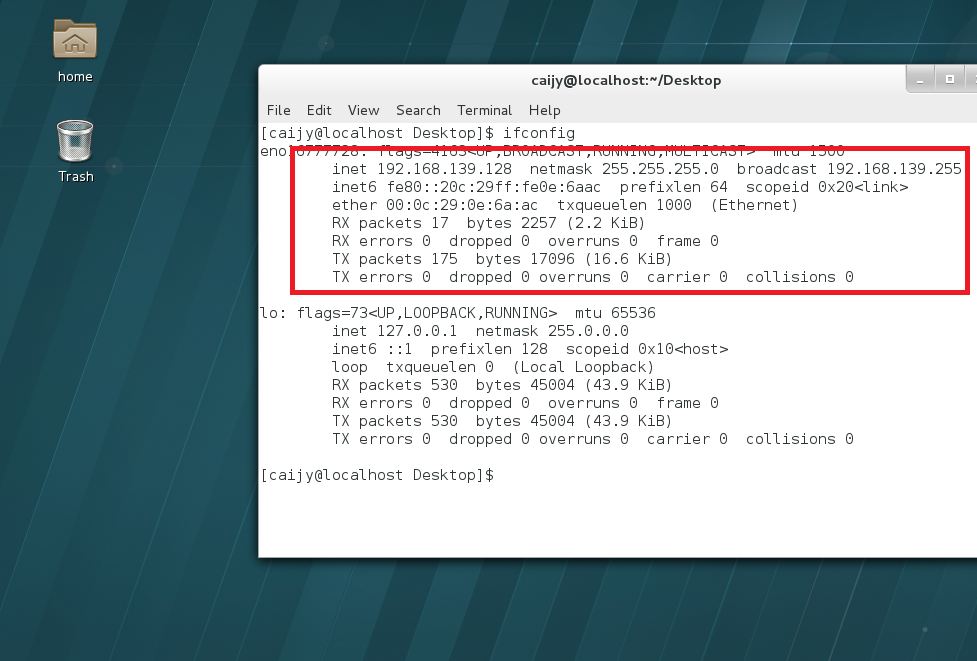 home
Trash
caijy@localhost:~/Desktop
File Edit View Search Terminal Help
[caijy@localhost Desktop]$ ifconfig
eno16777728: flags=4163<UP,BROADCAST,RUNNING,MULTICAST>  mtu 1500
        inet 192.168.139.128  netmask 255.255.255.0  broadcast 192.168.139.255
        inet6 fe80::20c:29ff:fe0e:6aac  prefixlen 64  scopeid 0x20<link>
        ether 00:0c:29:0e:6a:ac  txqueuelen 1000  (Ethernet)
        RX packets 17  bytes 2257 (2.2 KiB)
        RX errors 0  dropped 0  overruns 0  frame 0
        TX packets 175  bytes 17096 (16.6 KiB)
        TX errors 0  dropped 0 overruns 0  carrier 0  collisions 0
lo: flags=73<UP,LOOPBACK,RUNNING>  mtu 65536
        inet 127.0.0.1  netmask 255.0.0.0
        inet6 ::1  prefixlen 128  scopeid 0x10<host>
        loop  txqueuelen 0  (Local Loopback)
        RX packets 530  bytes 45004 (43.9 KiB)
        RX errors 0  dropped 0  overruns 0  frame 0
        TX packets 530  bytes 45004 (43.9 KiB)
        TX errors 0  dropped 0 overruns 0  carrier 0  collisions 0
[caijy@localhost Desktop]$